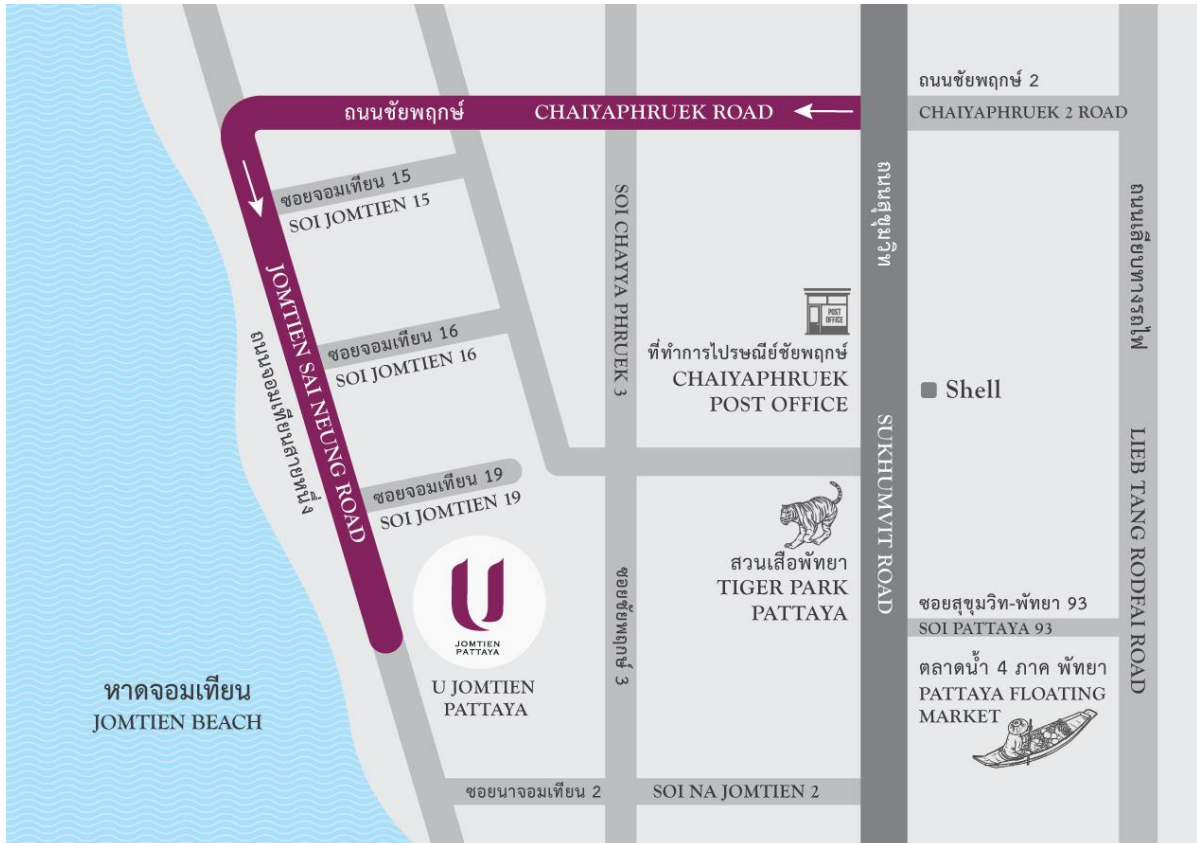 ถนนชัยพฤกษ์ 2
CHAIYAPHRUEK 2 ROAD
ถนนชัยพฤกษ์
CHAIYAPHRUEK ROAD
ซอยจอมเทียน 15
SOI JOMTIEN 15
SOI CHAYYA PHRUEK 3
ถนนสุขุมวิท
ถนนเลียบทางรถไฟ
JOMTIEN SAI NEUNG ROAD
ถนนจอมเทียนสายหนึ่ง
ซอยจอมเทียน 16
SOI JOMTIEN 16
POST
OFFICE
ที่ทำการไปรษณีย์ชัยพฤกษ์
CHAIYAPHRUEK
POST OFFICE
Shell
SUKHUMVIT ROAD
LIEB TANG RODFAI ROAD
ซอยจอมเทียน 19
SOI JOMTIEN 19
สวนเสือพัทยา
TIGER PARK
PATTAYA
ซอยชัยพฤกษ์ 3
ซอยสุขุมวิท-พัทยา 93
SOI PATTAYA 93
U
JOMTIEN
PATTAYA
U JOMTIEN
PATTAYA
ตลาดน้ำ 4 ภาค พัทยา
PATTAYA FLOATING
MARKET
หาดจอมเทียน
JOMTIEN BEACH
ซอยนาจอมเทียน 2
SOI NA JOMTIEN 2